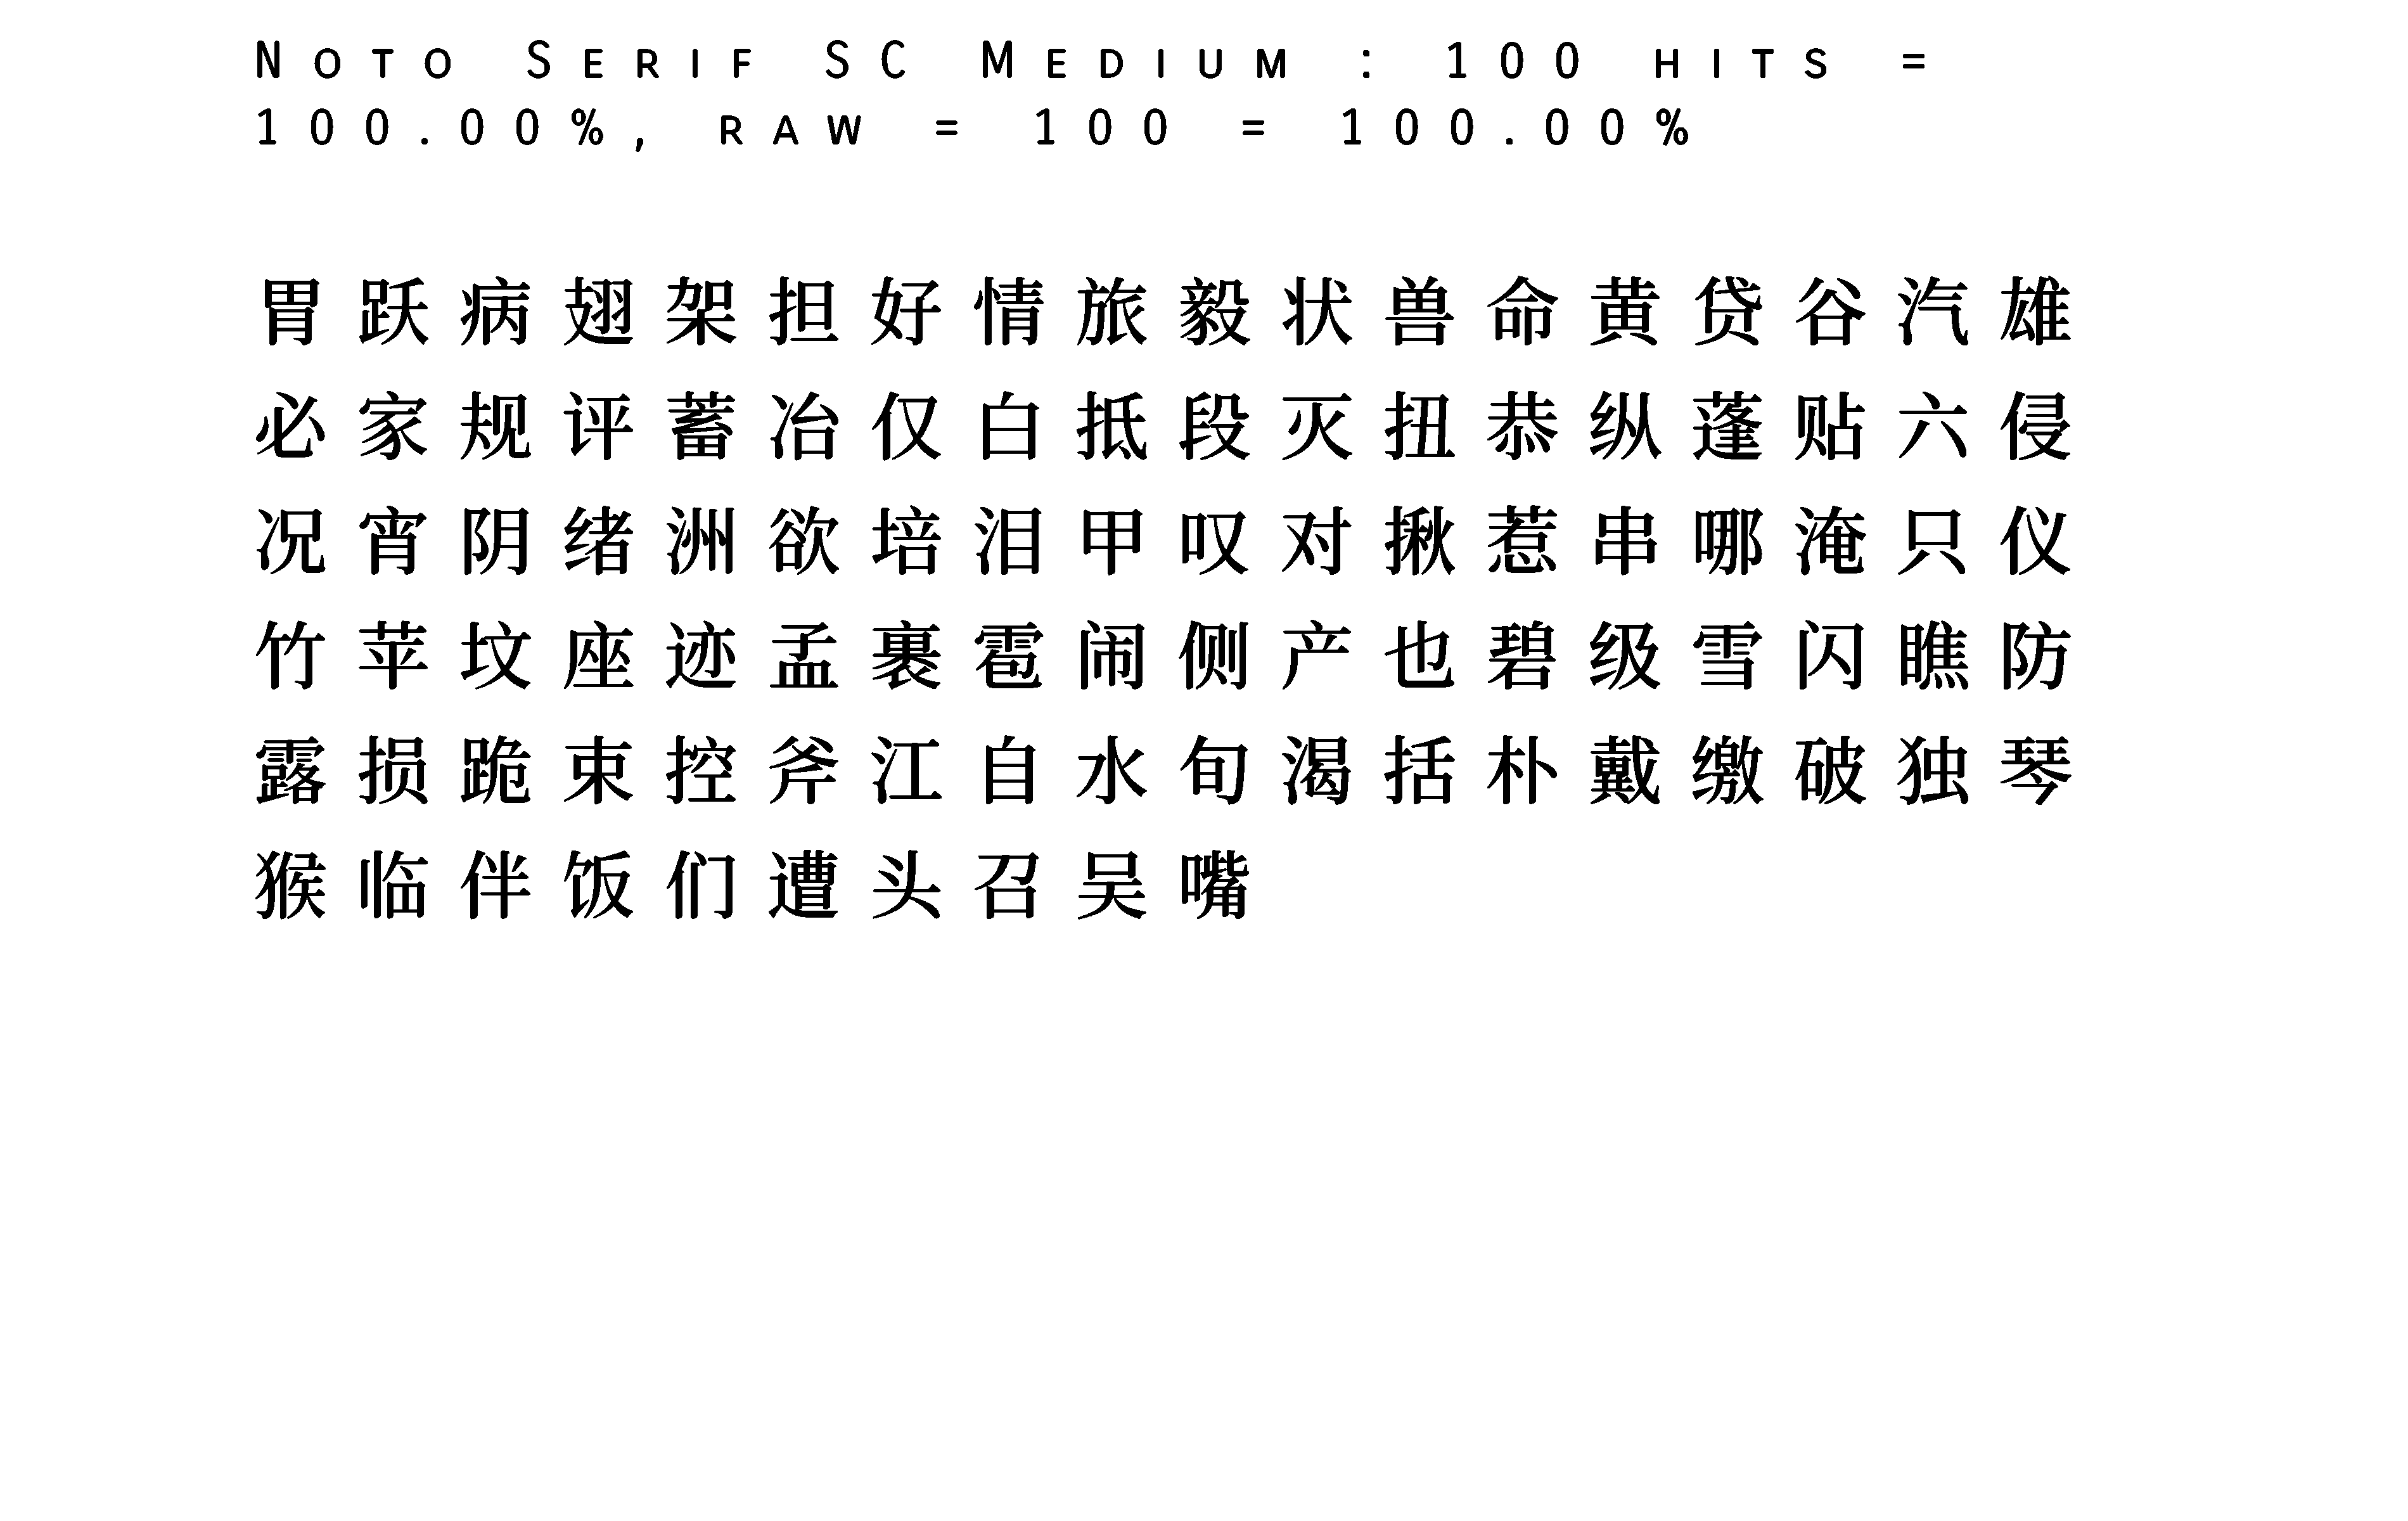 Noto Serif SC Medium : 100 hits =
100.00%, raw = 100 = 100.00%
胃跃病翅架担好情旅毅状兽命黄贷谷汽雄
必家规评蓄冶仅白抵段灭扭恭纵蓬贴六侵
况宵阴绪洲欲培泪甲叹对揪惹串哪淹只仪
竹苹坟座迹孟裹雹闹侧产也碧级雪闪瞧防
露损跪束控斧江自水旬渴括朴戴缴破独琴
猴临伴饭们遭头召吴嘴